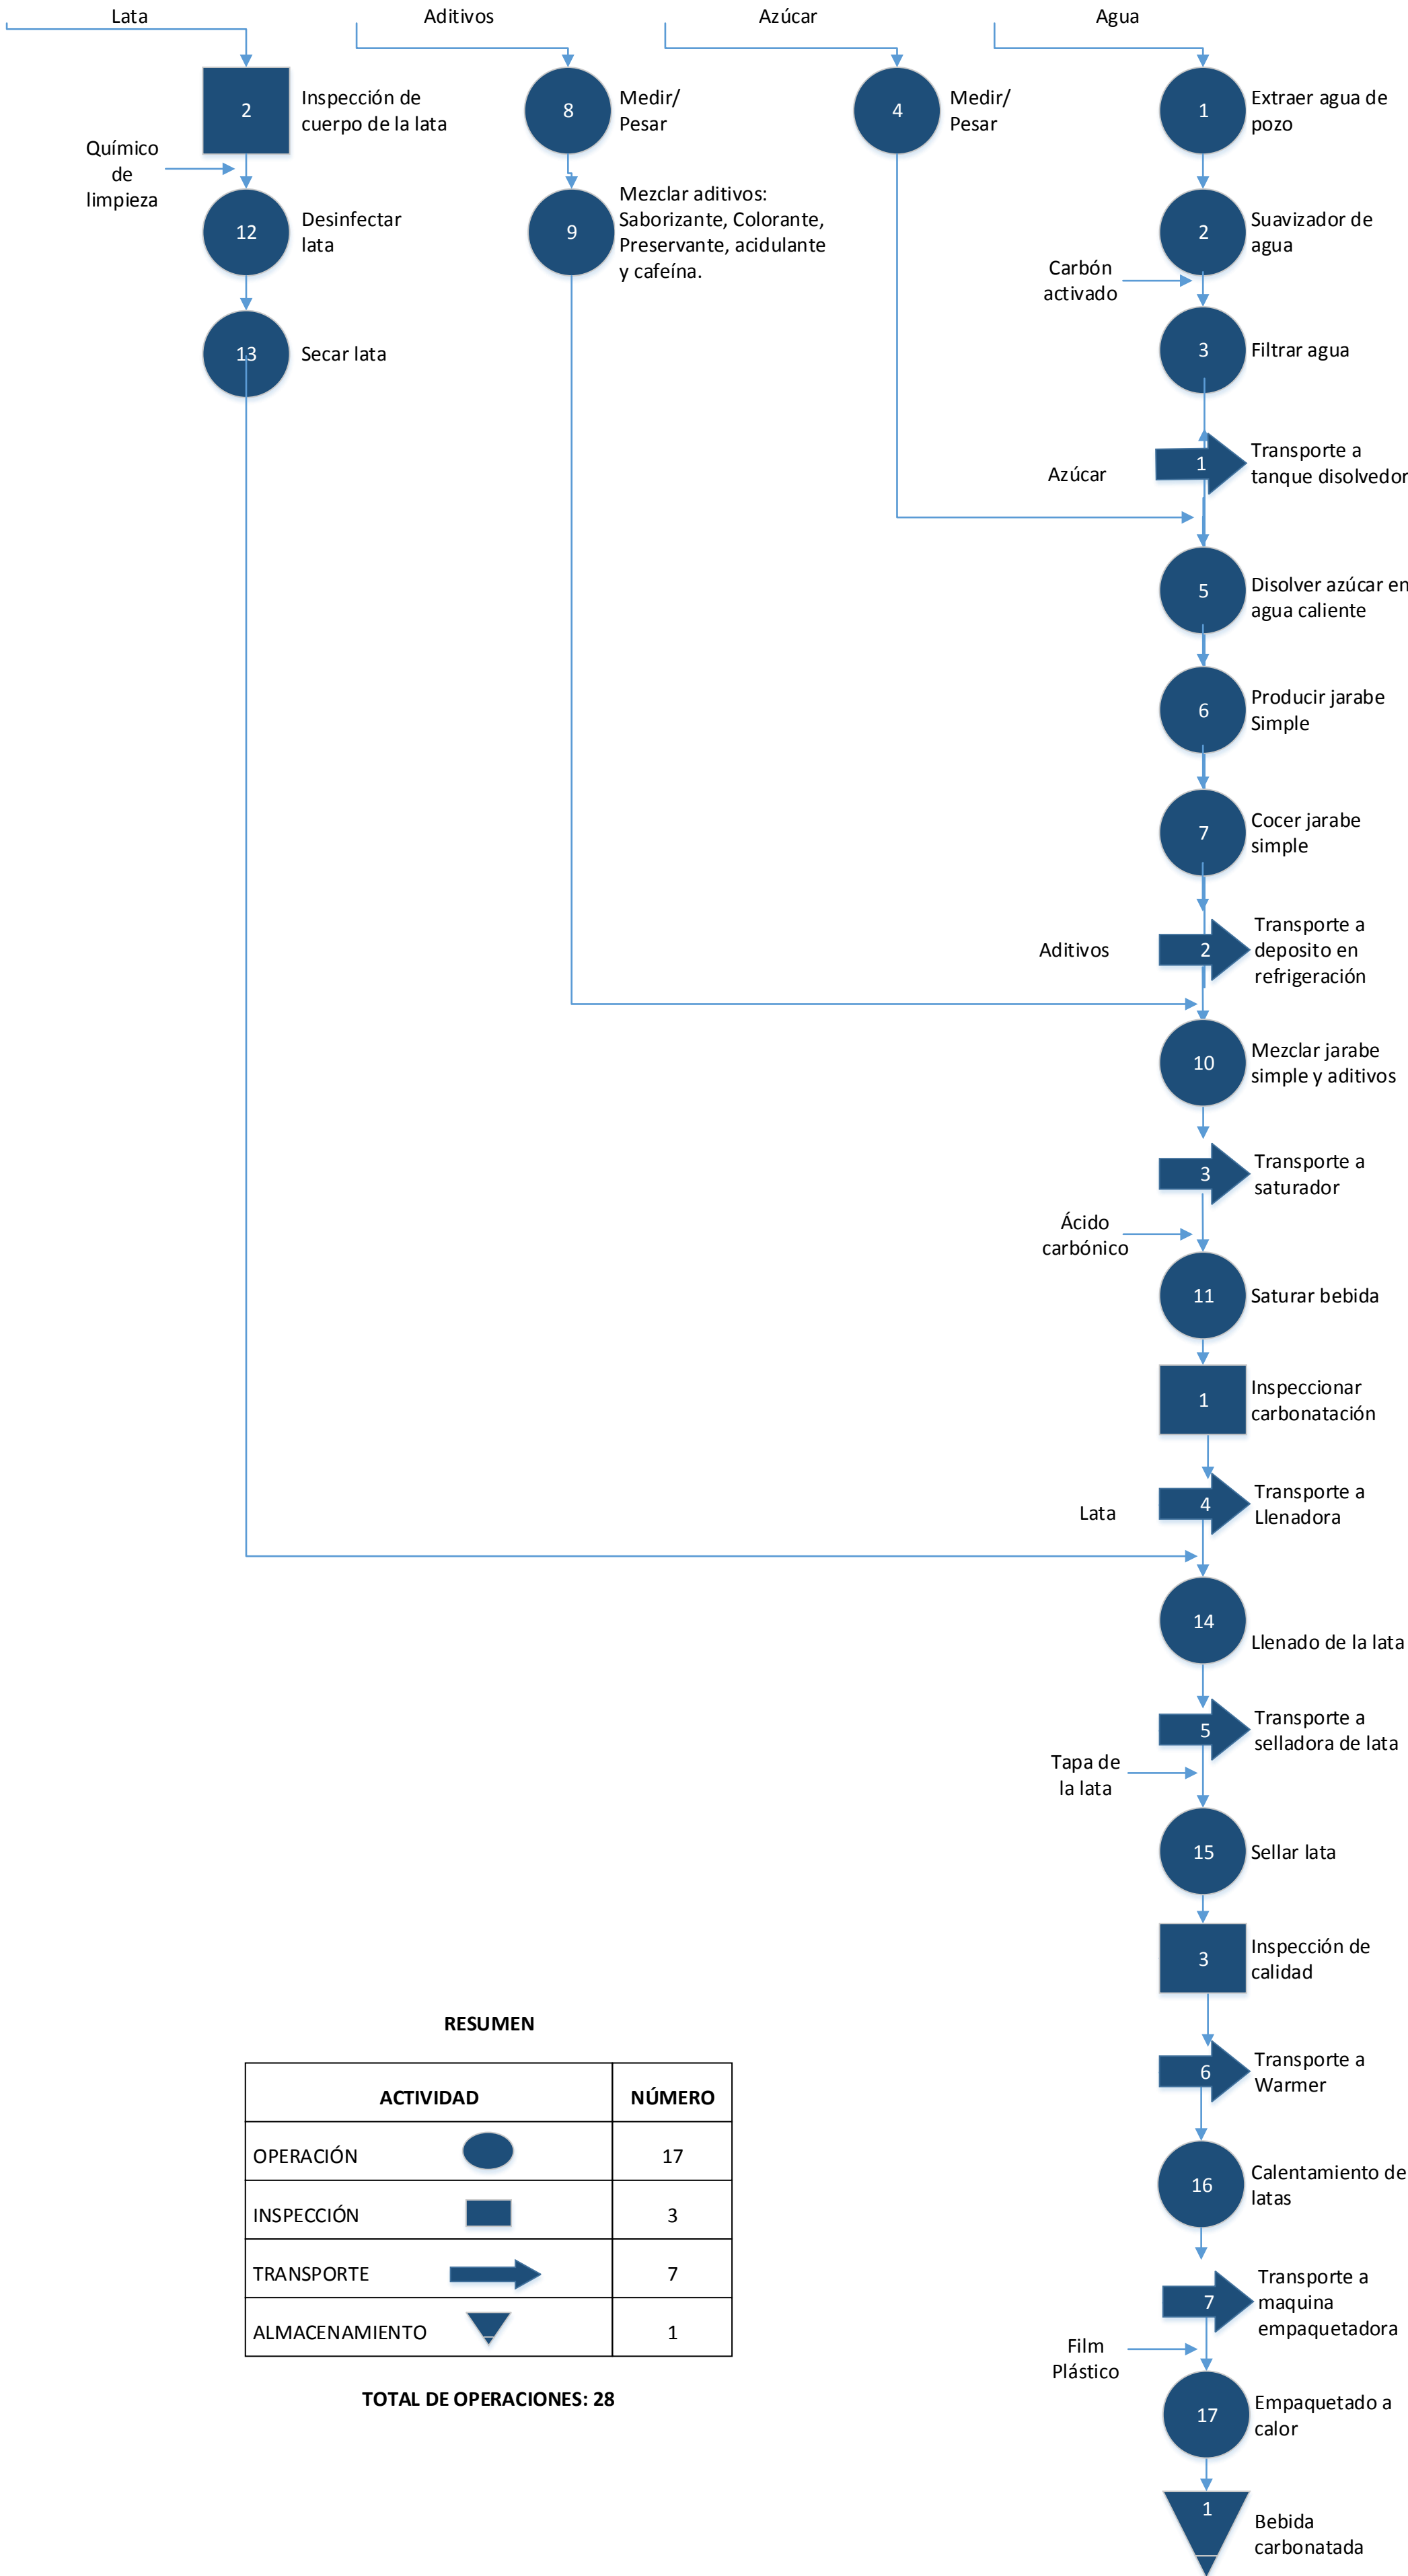 Lata
Aditivos
Azúcar
Agua
2
Inspección de
cuerpo de la lata
8
Medir/
Pesar
4
Medir/
Pesar
1
Extraer agua de
pozo
Químico
de
limpieza
12
Desinfectar
lata
9
Mezclar aditivos:
Saborizante, Colorante,
Preservante, acidulante
y cafeína.
2
Suavizador de
agua
Carbón
activado
13
Secar lata
3
Filtrar agua
Azúcar
1
Transporte a
tanque disolvedor
5
Disolver azúcar en
agua caliente
6
Producir jarabe
Simple
7
Cocer jarabe
simple
Aditivos
2
Transporte a
deposito en
refrigeración
10
Mezclar jarabe
simple y aditivos
3
Transporte a
saturador
Ácido
carbónico
11
Saturar bebida
1
Inspeccionar
carbonatación
Lata
4
Transporte a
Llenadora
14
Llenado de la lata
5
Transporte a
selladora de lata
Tapa de
la lata
15
Sellar lata
3
Inspección de
calidad
6
Transporte a
Warmer
16
Calentamiento de
latas
7
Transporte a
maquina
empaquetadora
Film
Plástico
17
Empaquetado a
calor
1
Bebida
carbonatada
RESUMEN
ACTIVIDAD NÚMERO
OPERACIÓN 17
INSPECCIÓN 3
TRANSPORTE 7
ALMACENAMIENTO 1
TOTAL DE OPERACIONES: 28